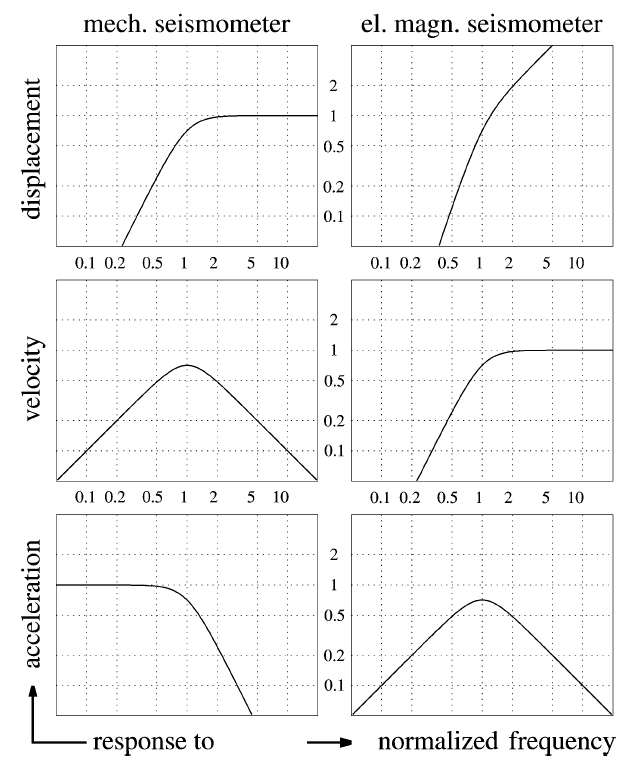 mech. seismometer el. magn. seismometer
displacement
2
1
0.5
0.2
0.1
0.1 0.2 0.5 1 2 5 10 0.1 0.2 0.5 1 2 5 10
velocity
2
1
0.5
0.2
0.1
0.1 0.2 0.5 1 2 5 10 0.1 0.2 0.5 1 2 5 10
acceleration
2
1
0.5
0.2
0.1
response to normalized frequency